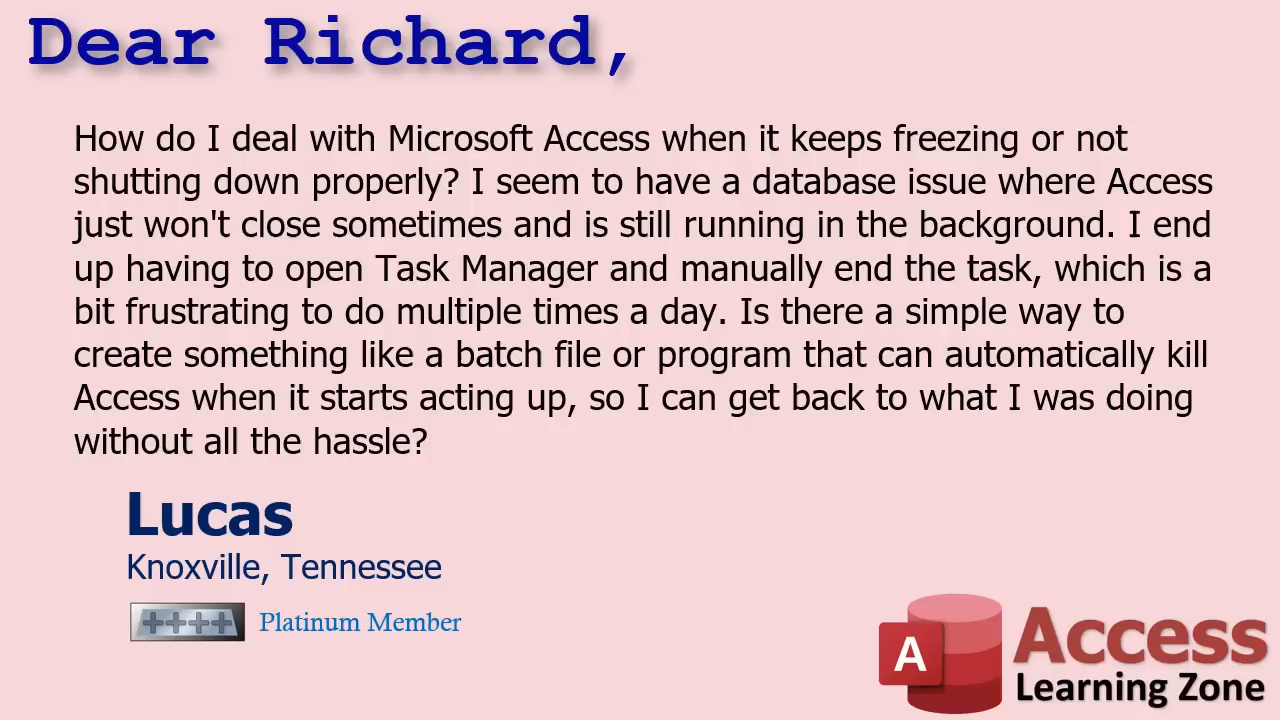 Dear Richard,
How do I deal with Microsoft Access when it keeps freezing or not
shutting down properly? I seem to have a database issue where Access
just won't close sometimes and is still running in the background. I end
up having to open Task Manager and manually end the task, which is a
bit frustrating to do multiple times a day. Is there a simple way to
create something like a batch file or program that can automatically kill
Access when it starts acting up, so I can get back to what I was doing
without all the hassle?
Lucas
Knoxville, Tennessee
++++ Platinum Member
A Access
Learning Zone